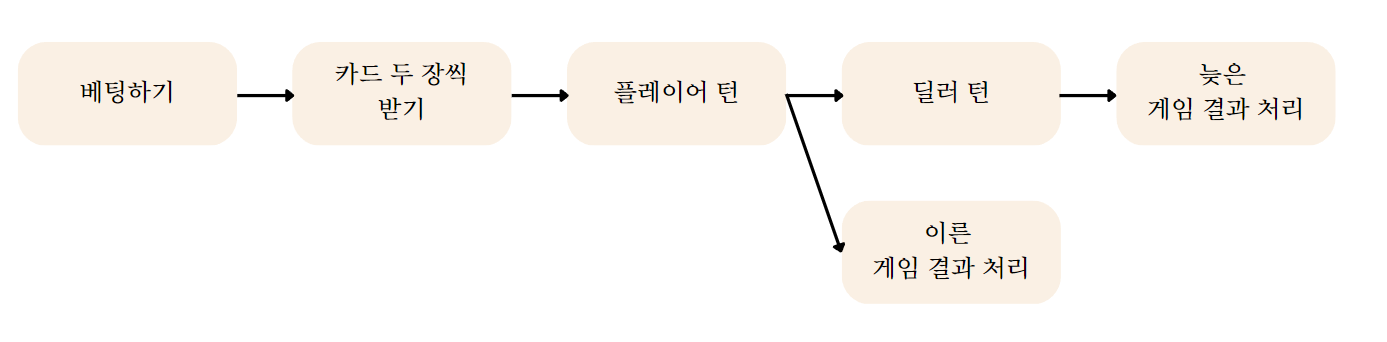 베팅하기
카드 두 장씩
받기
플레이어 턴
딜러 턴
늦은
게임 결과 처리
이른
게임 결과 처리